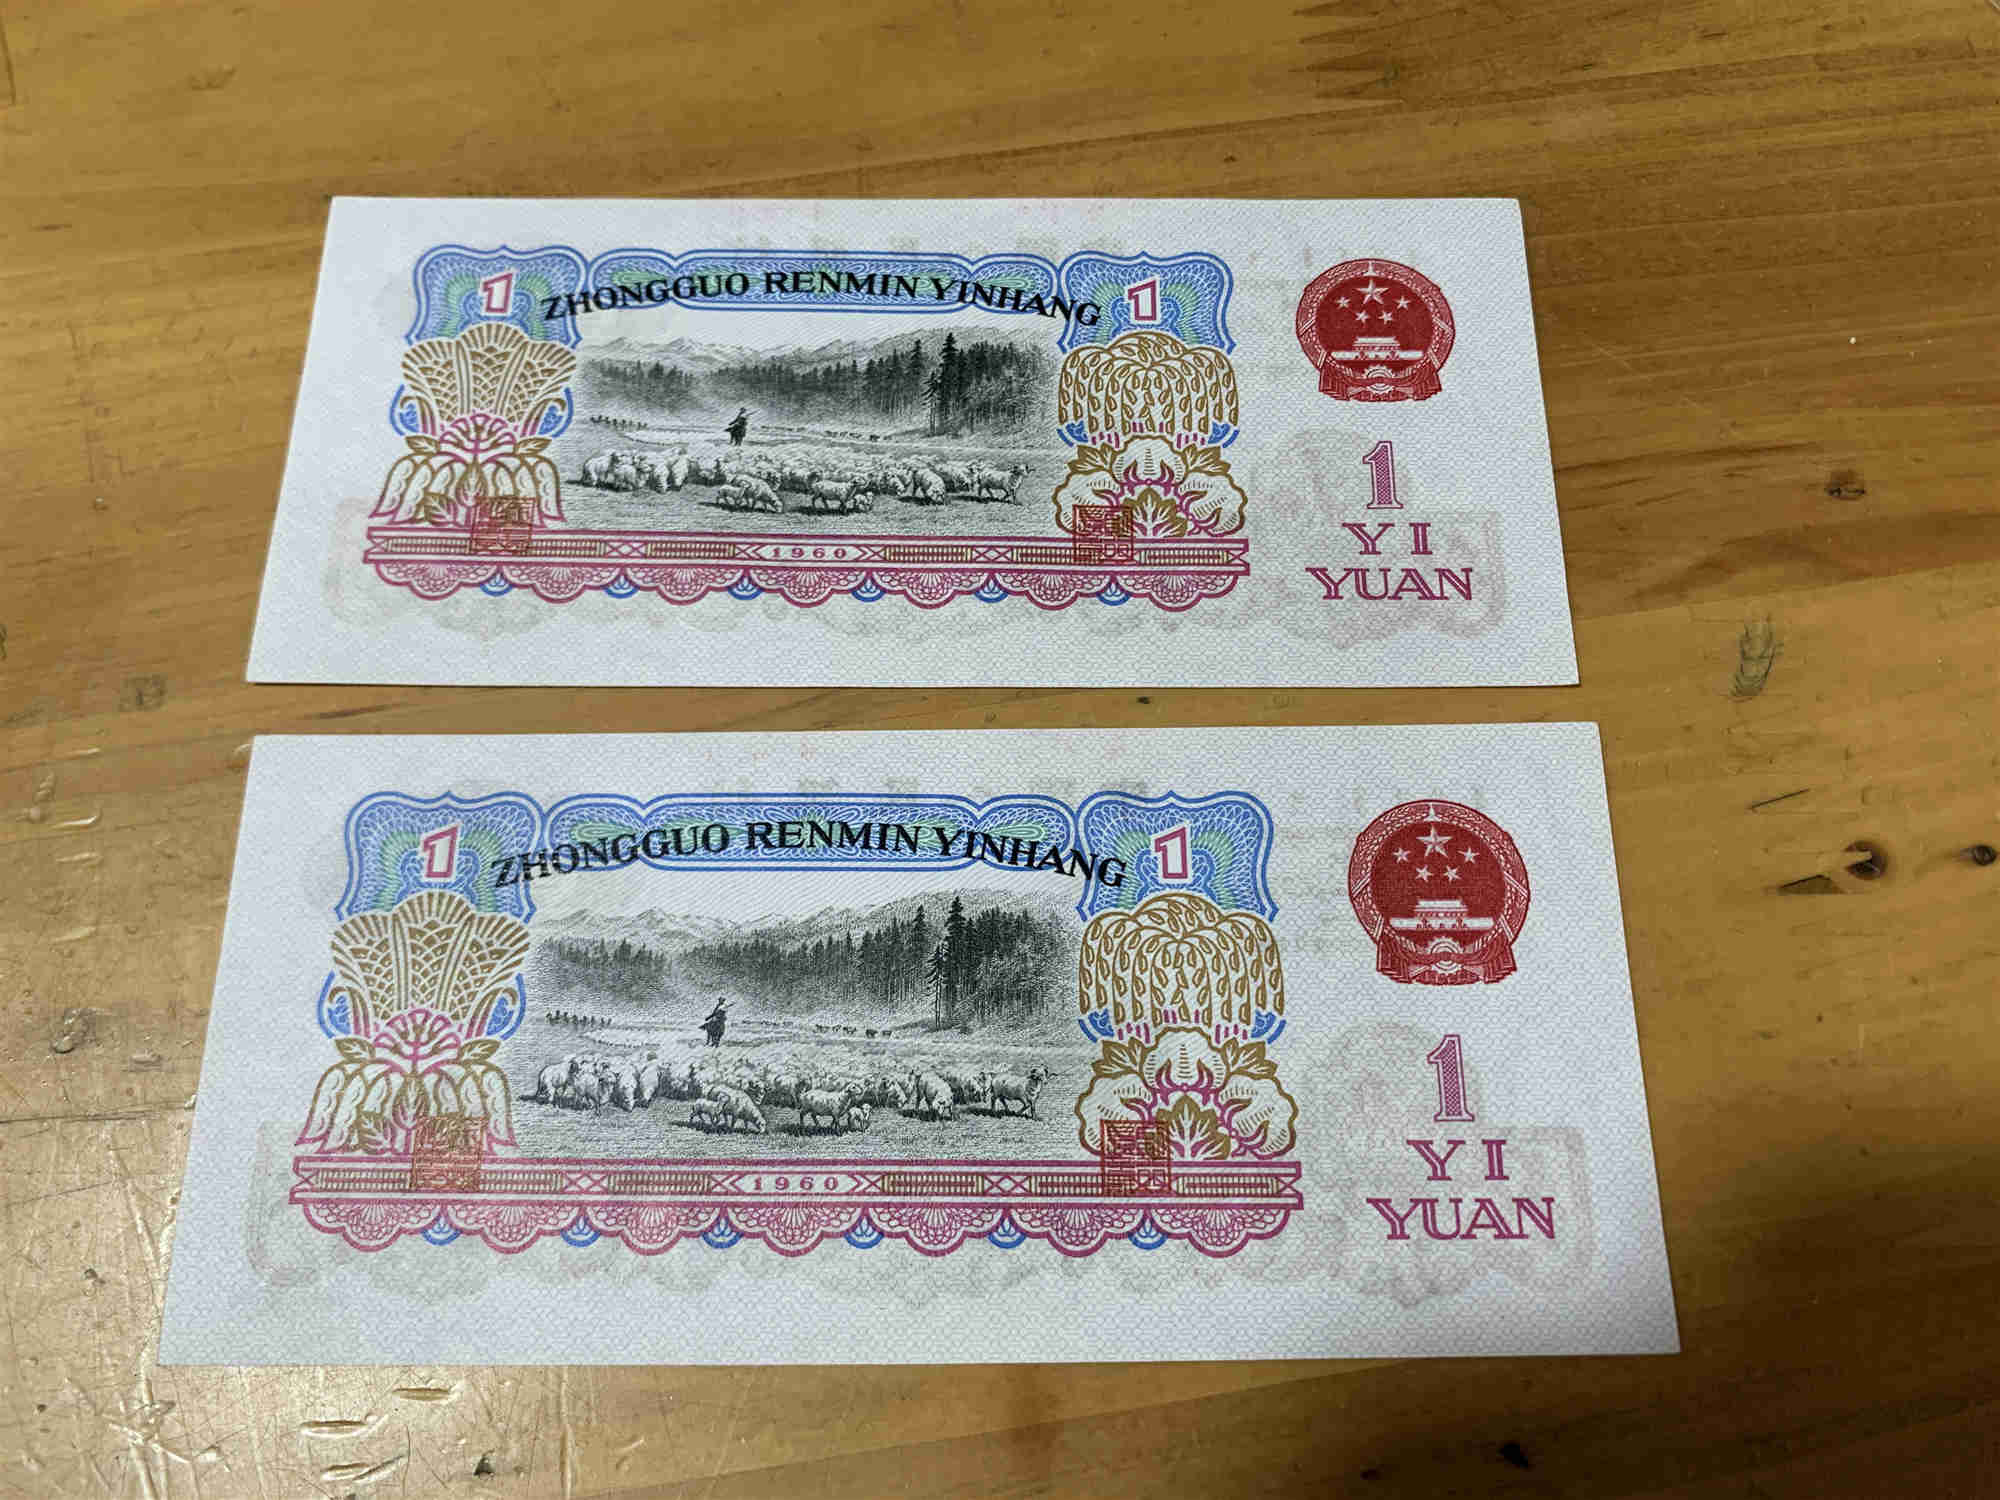 1 ZHONGGUO RENMIN YINHANG 1
1
YI
YUAN
1960
1 ZHONGGUO RENMIN YINHANG 1
1
YI
YUAN
1960